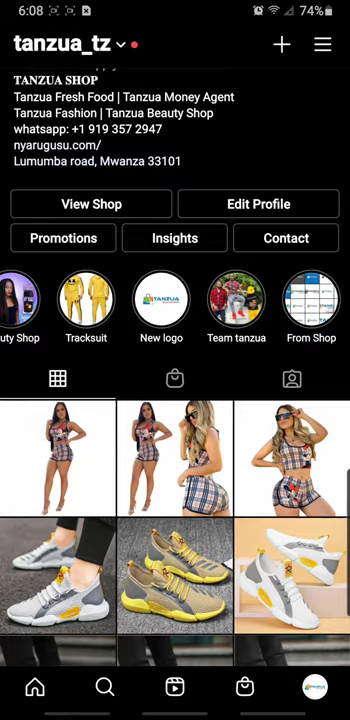 6:08
74%
tanzua_tz
TANZUA SHOP
Tanzua Fresh Food | Tanzua Money Agent
Tanzua Fashion | Tanzua Beauty Shop
whatsapp: +1 919 357 2947
nyarugusu.com/
Lumumba road, Mwanza 33101
View Shop Edit Profile
Promotions Insights Contact
TANZUA
uty Shop Tracksuit New logo Team tanzua From Shop